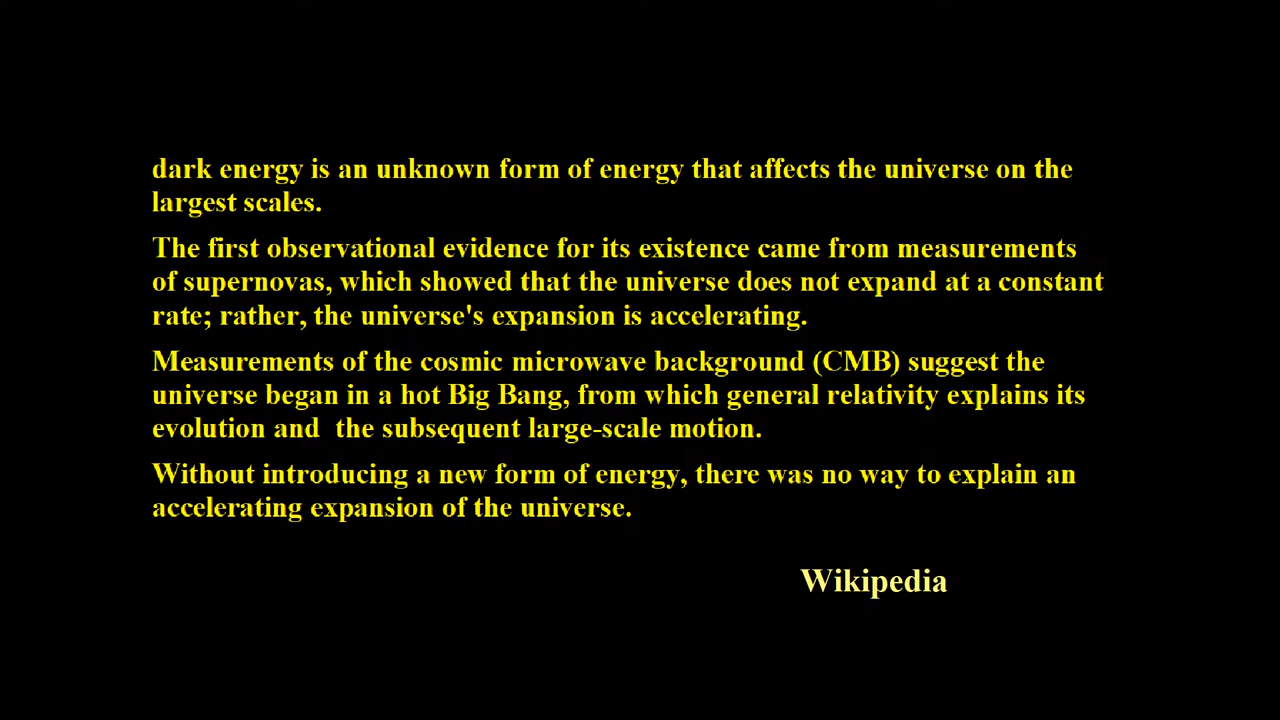 dark energy is an unknown form of energy that affects the universe on the
largest scales.
The first observational evidence for its existence came from measurements
of supernovas, which showed that the universe does not expand at a constant
rate; rather, the universe's expansion is accelerating.
Measurements of the cosmic microwave background (CMB) suggest the
universe began in a hot Big Bang, from which general relativity explains its
evolution and  the subsequent large-scale motion.
Without introducing a new form of energy, there was no way to explain an
accelerating expansion of the universe.
Wikipedia